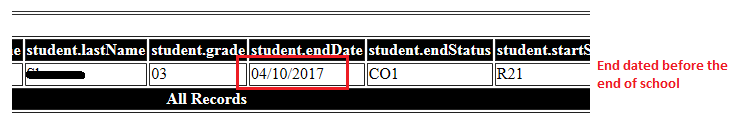 e student.lastName student.grade student.endDate student.endStatus student.startS
03 04/10/2017 CO1 R21
All Records
End dated before the
end of school